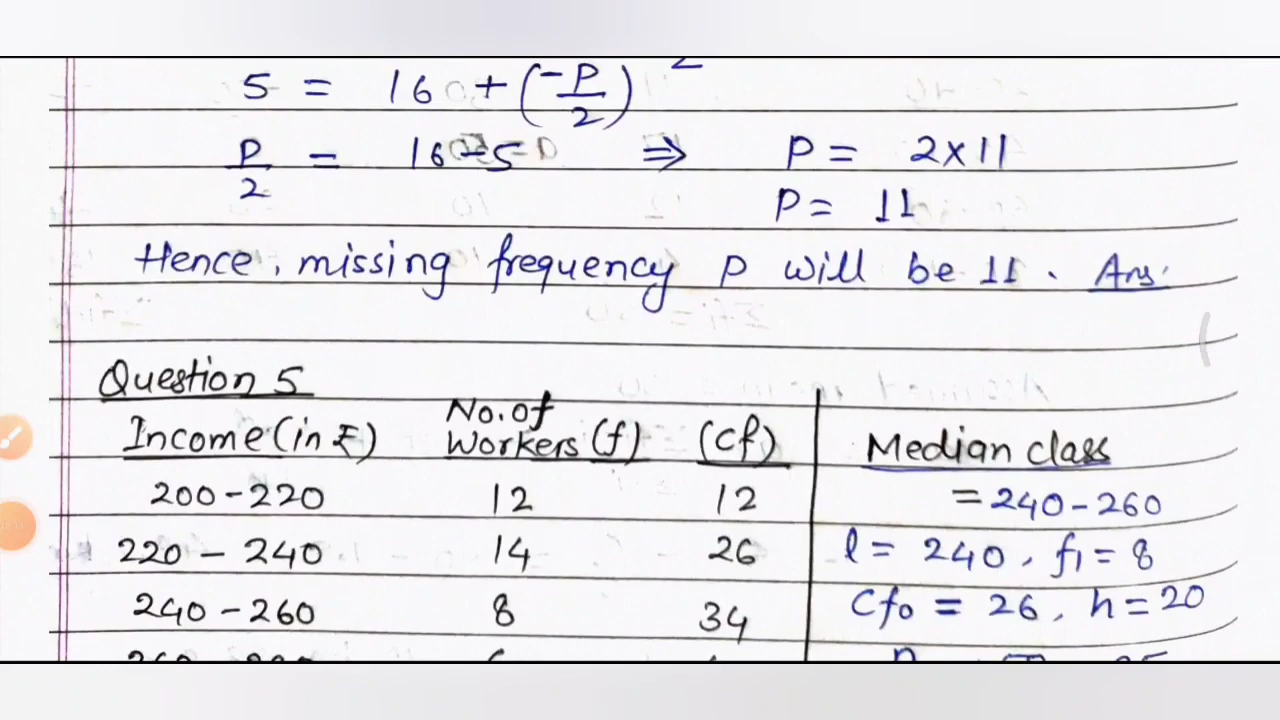 5 = 16 + (-P/2)
P/2 = 16-5 ⇒ P = 2×11
P = 11
Hence, missing frequency p will be 11. Ans.
Question 5
Income (in ₹) No. of Workers (f) (Cf) Median class
200-220 12 12 = 240-260
220 - 240 14 26 l = 240, f1 = 8
240-260 8 34 Cf0 = 26, h = 20